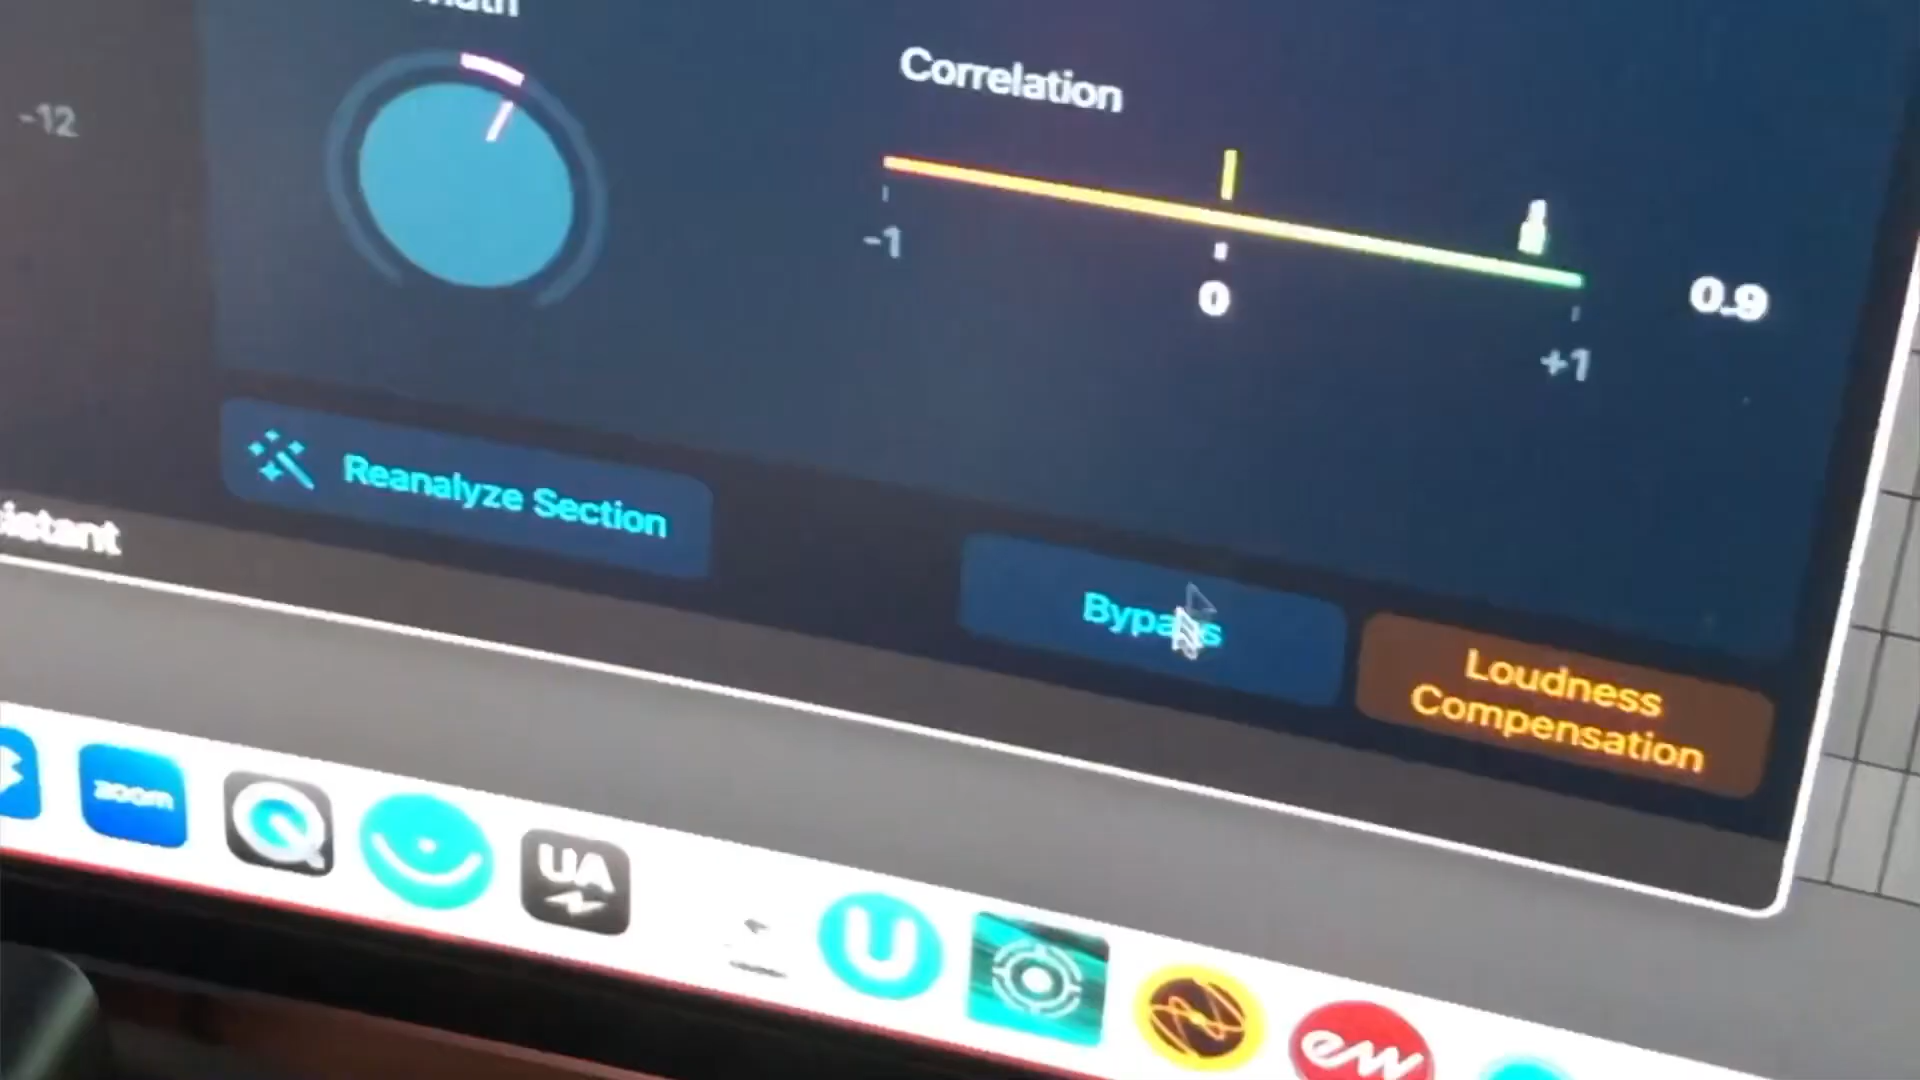 -12
Correlation
-1
0
+1
0.9
Reanalyze Section
Bypass
Loudness
Compensation
zoom
UA
U